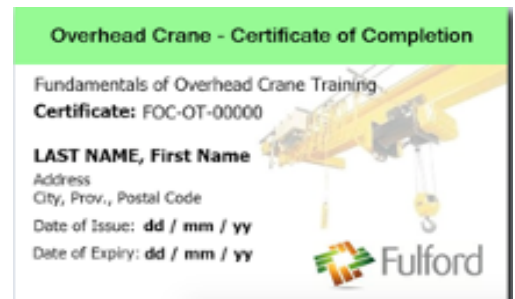 Overhead Crane - Certificate of Completion
Fundamentals of Overhead Crane Training
Certificate: FOC-OT-00000
LAST NAME, First Name
Address
City, Prov., Postal Code
Date of Issue: dd / mm / yy
Date of Expiry: dd / mm / yy
Fulford